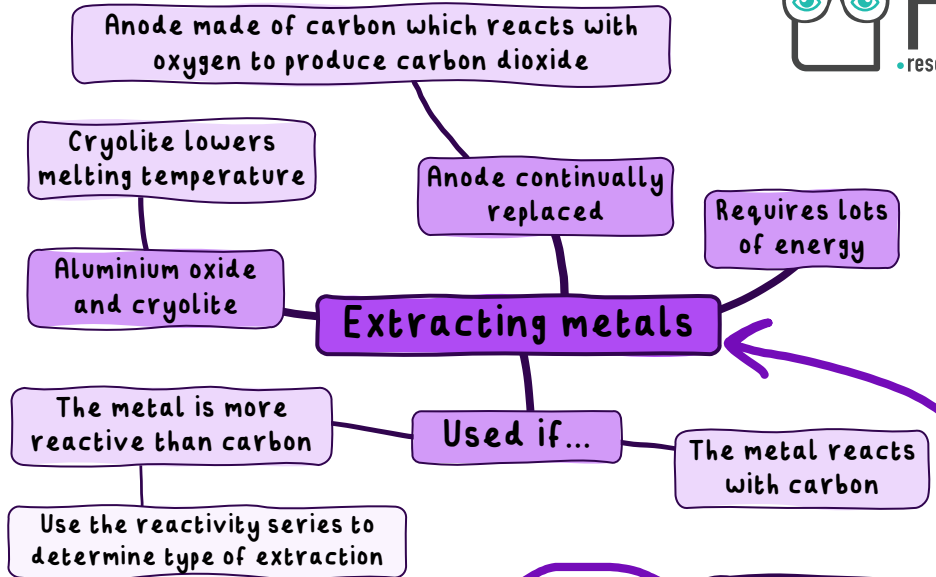 Anode made of carbon which reacts with
oxygen to produce carbon dioxide
Cryolite lowers
melting temperature
Anode continually
replaced
Requires lots
of energy
Aluminium oxide
and cryolite
Extracting metals
The metal is more
reactive than carbon
Used if...
The metal reacts
with carbon
Use the reactivity series to
determine type of extraction